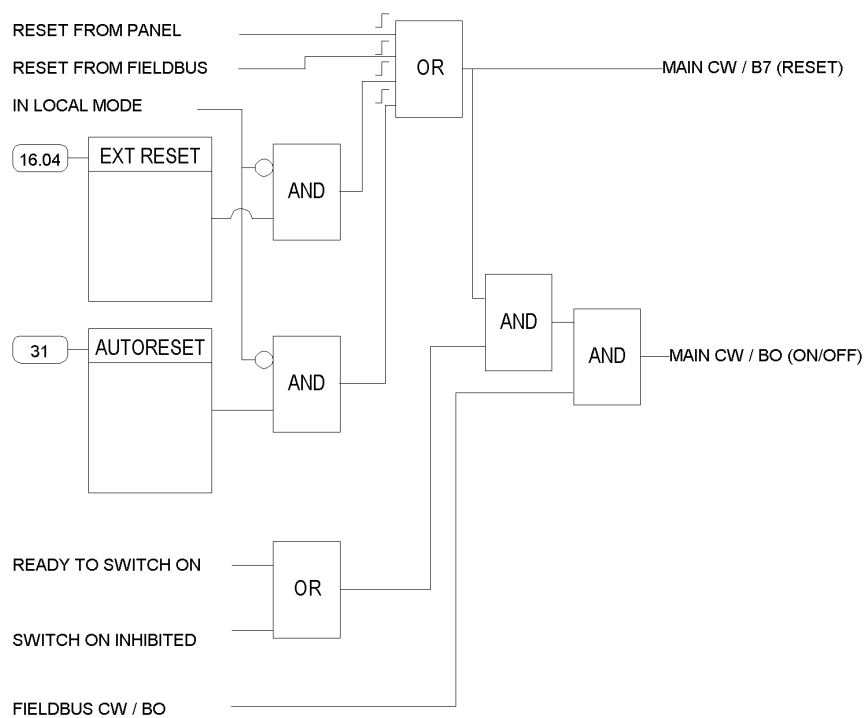 RESET FROM PANEL
RESET FROM FIELDBUS
IN LOCAL MODE
OR
MAIN CW / B7 (RESET)
16.04
EXT RESET
AND
31
AUTORESET
AND
AND
AND
MAIN CW / BO (ON/OFF)
READY TO SWITCH ON
OR
SWITCH ON INHIBITED
FIELDBUS CW / BO